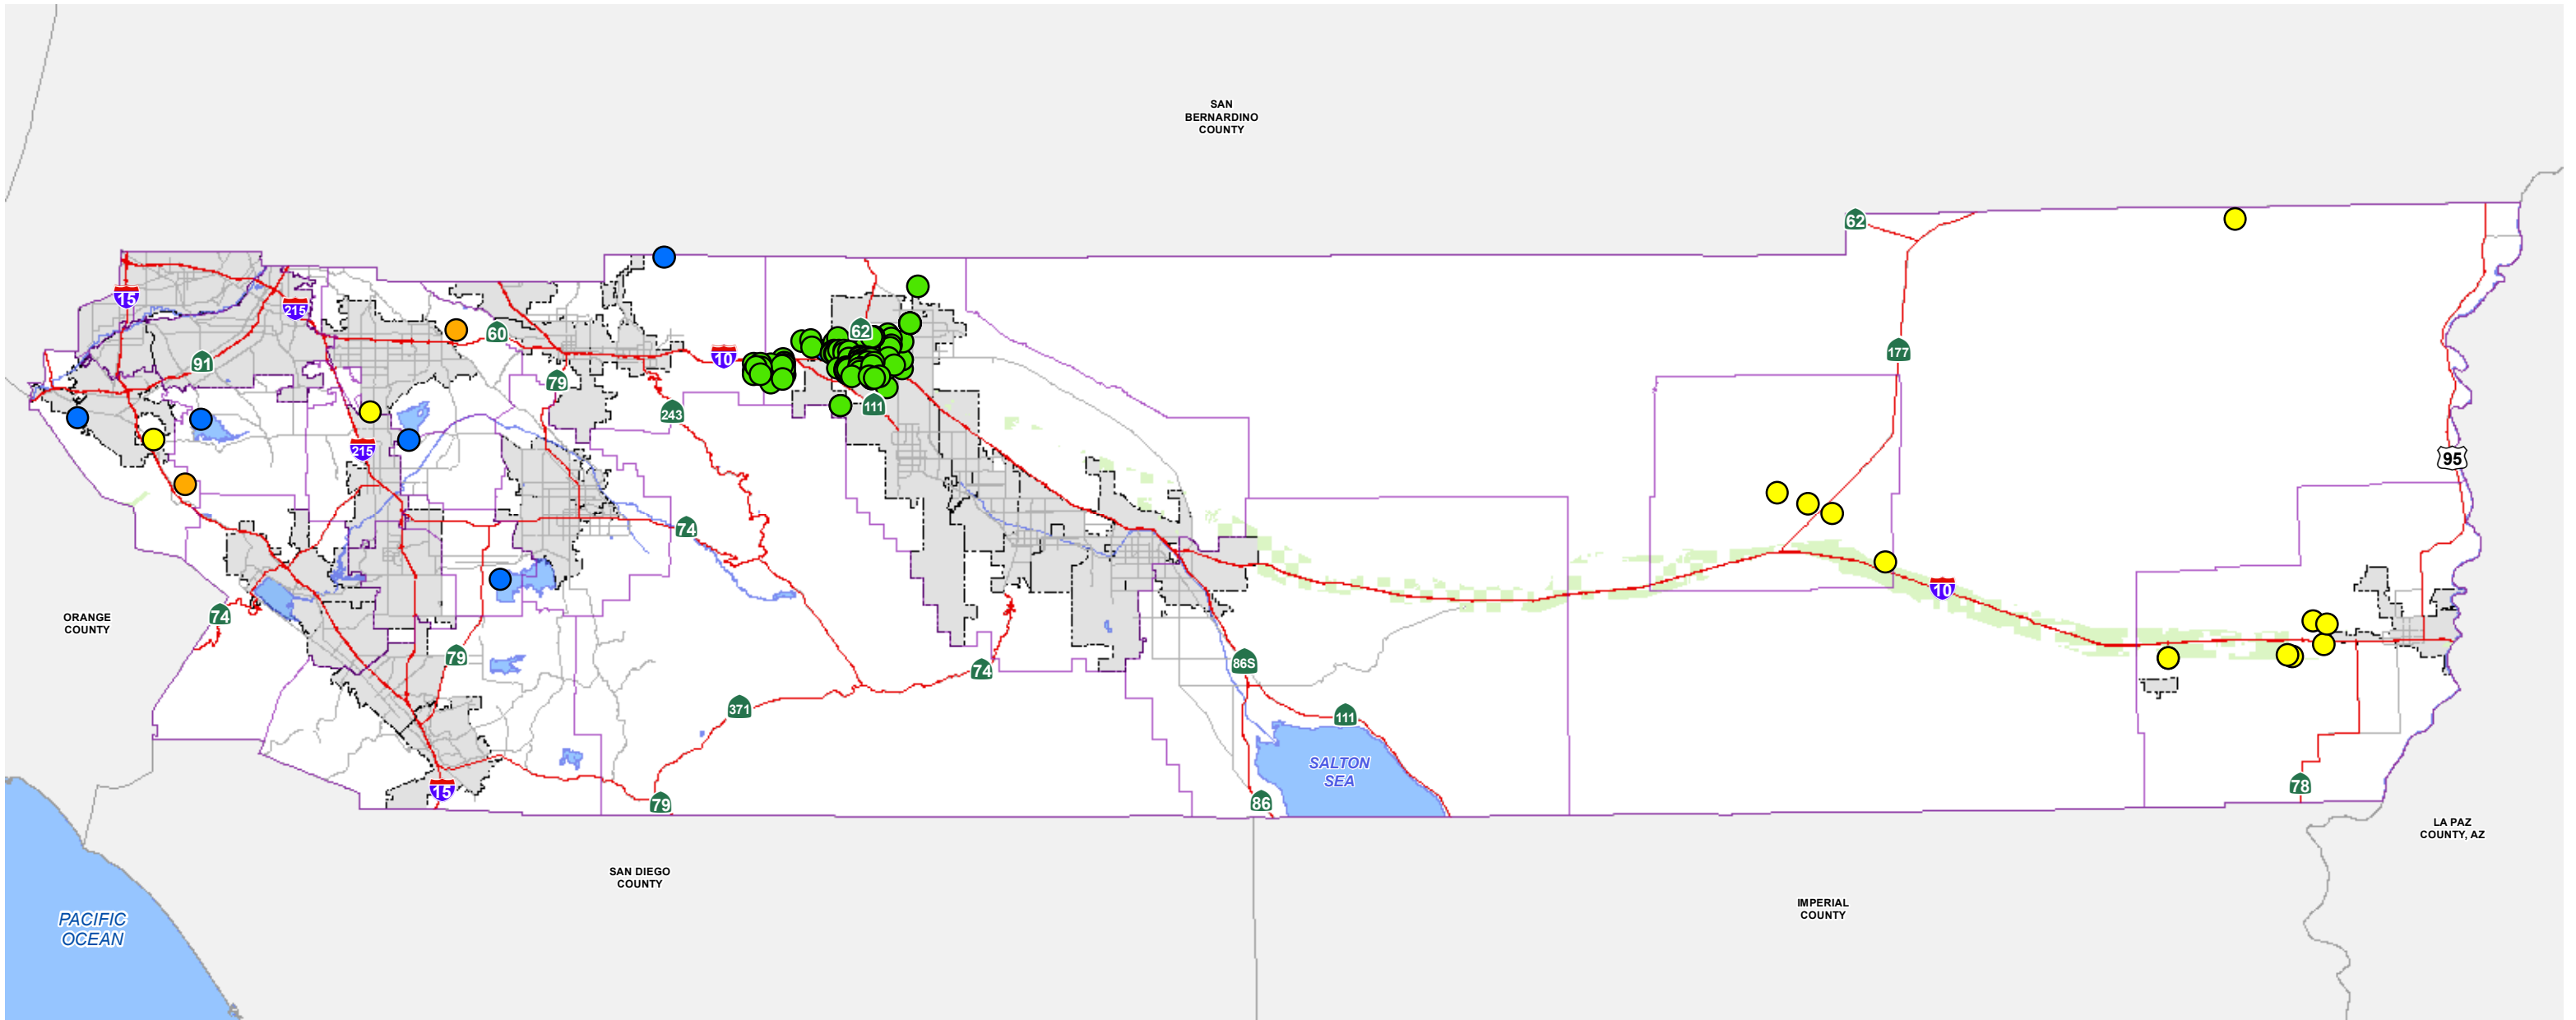 SAN
BERNARDINO
COUNTY
62
15
215
60
91
10
62
79
243
111
177
215
95
74
10
ORANGE
COUNTY
74
79
74
86S
371
111
SALTON
SEA
15
79
86
78
LA PAZ
COUNTY, AZ
SAN DIEGO
COUNTY
IMPERIAL
COUNTY
PACIFIC
OCEAN